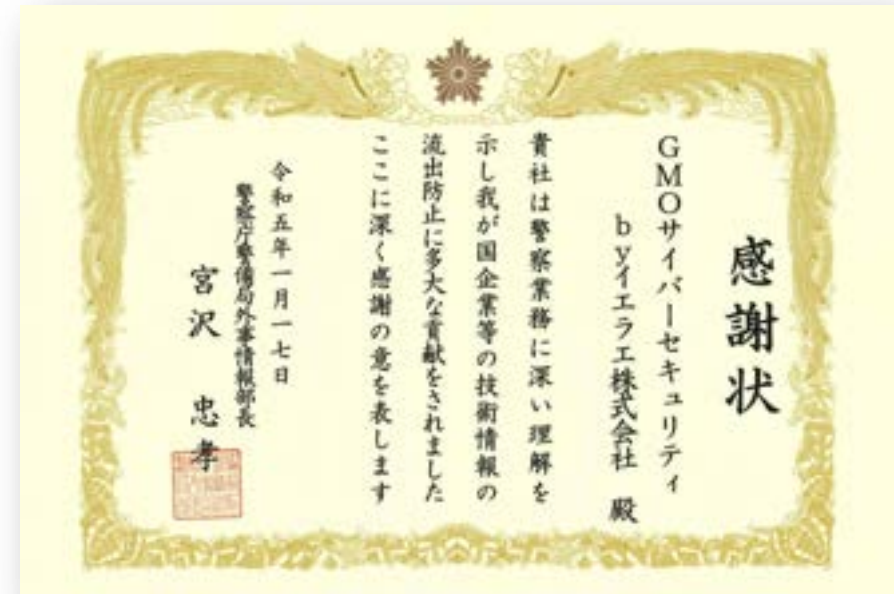 感謝状
GMOサイバーセキュリティ
byイエラエ株式会社 殿
貴社は警察業務に深い理解を
示し我が国企業等の技術情報の
流出防止に多大な貢献をされました
ここに深く感謝の意を表します
令和五年一月一七日
警察庁警備局外事情報部長
宮沢 忠孝